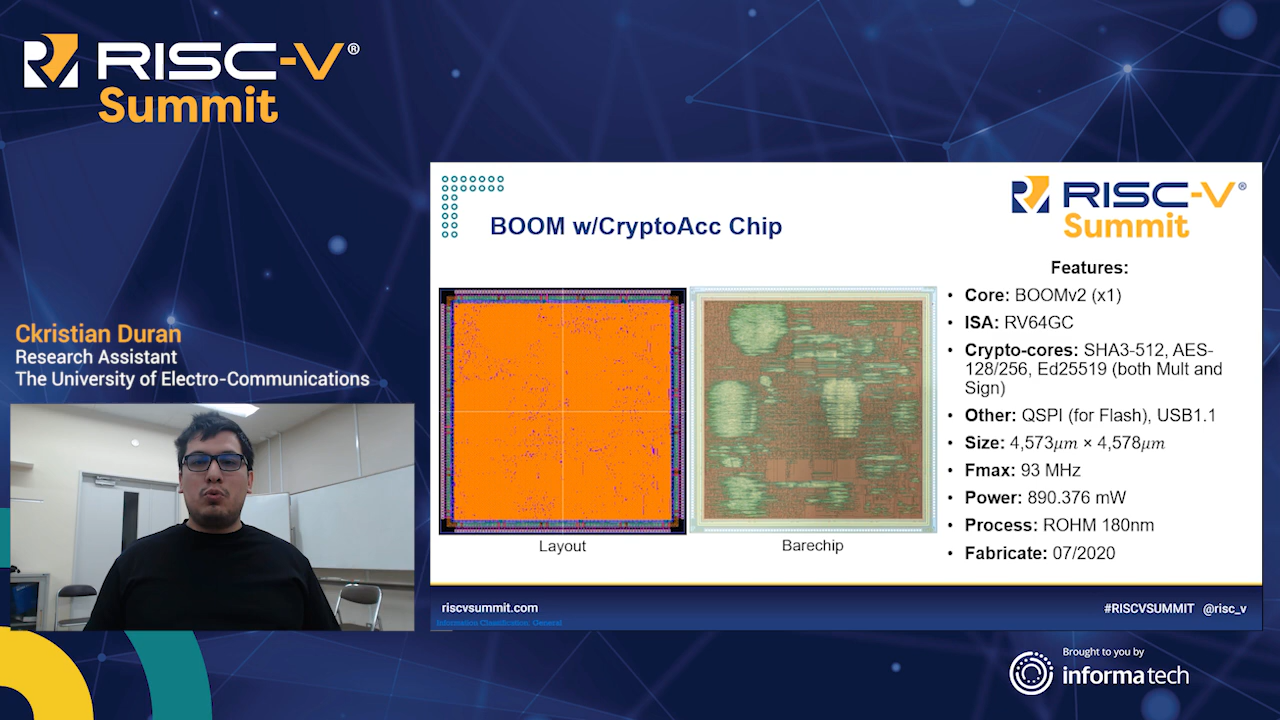 RISC-V®
Summit
Ckristian Duran
Research Assistant
The University of Electro-Communications
RISC-V®
Summit
BOOM w/CryptoAcc Chip
Layout
Barechip
Features:
• Core: BOOMv2 (x1)
• ISA: RV64GC
• Crypto-cores: SHA3-512, AES-
128/256, Ed25519 (both Mult and
Sign)
• Other: QSPI (for Flash), USB1.1
• Size: 4,573μm × 4,578μm
• Fmax: 93 MHz
• Power: 890.376 mW
• Process: ROHM 180nm
• Fabricate: 07/2020
riscvsummit.com
#RISCVSUMMIT @risc_v
Information Classification: General
Brought to you by
informa tech